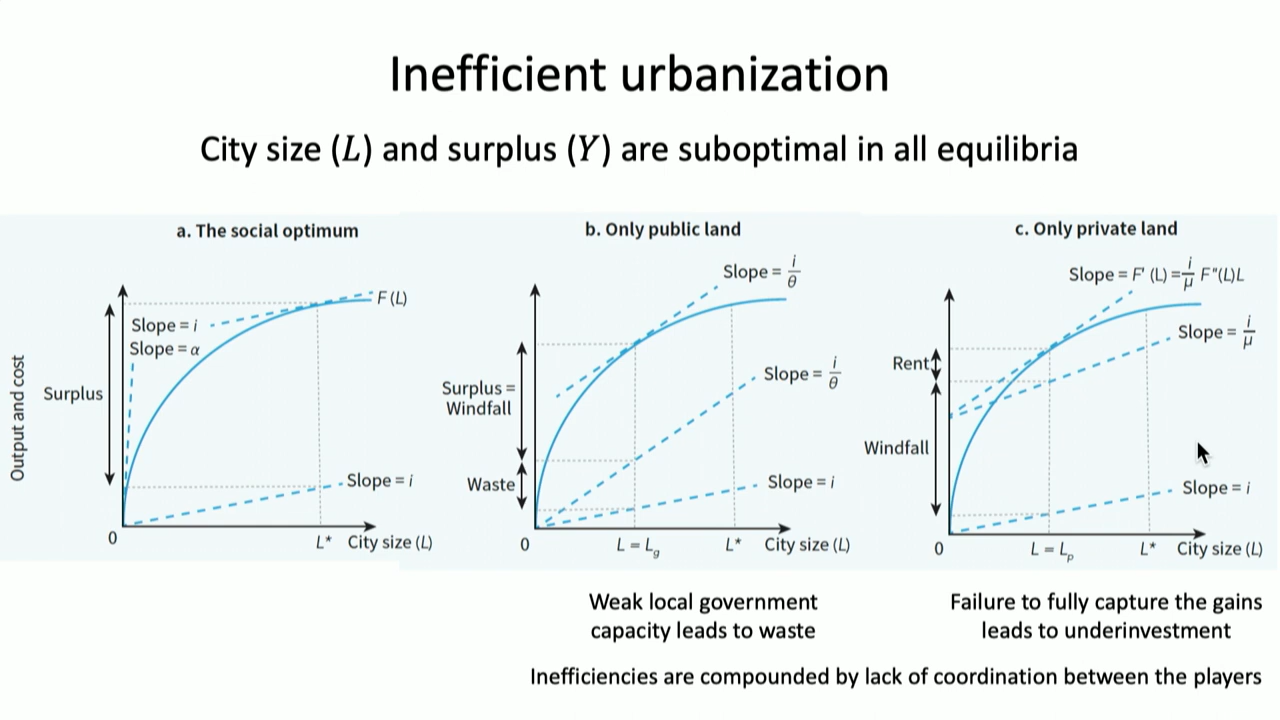 Inefficient urbanization
City size (L) and surplus (Y) are suboptimal in all equilibria
a. The social optimum
Output and cost
Surplus
Slope = i
Slope = α
F (L)
Slope = i
0
L*
City size (L)
b. Only public land
Slope = i/θ
Surplus =
Windfall
Slope = i/θ
Waste
Slope = i
0
L = Lg
L*
City size (L)
c. Only private land
Slope = F' (L) = i/μ F"(L)L
Slope = i/μ
Rent
Windfall
Slope = i
0
L = Lp
L*
City size (L)
Weak local government
capacity leads to waste
Failure to fully capture the gains
leads to underinvestment
Inefficiencies are compounded by lack of coordination between the players